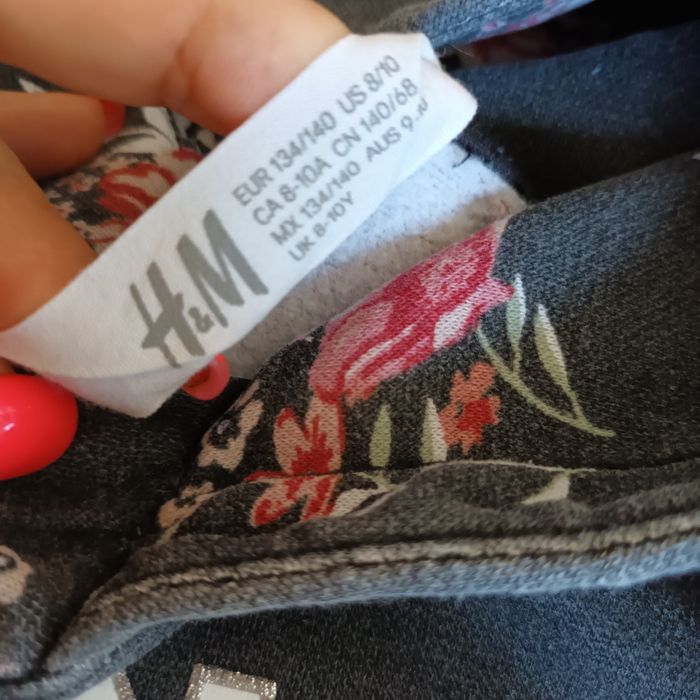 EUR 134/140 US 8/10
CA 8-10A CN 140/68
MX 134/140 AUS
UK 8-10Y
H&M